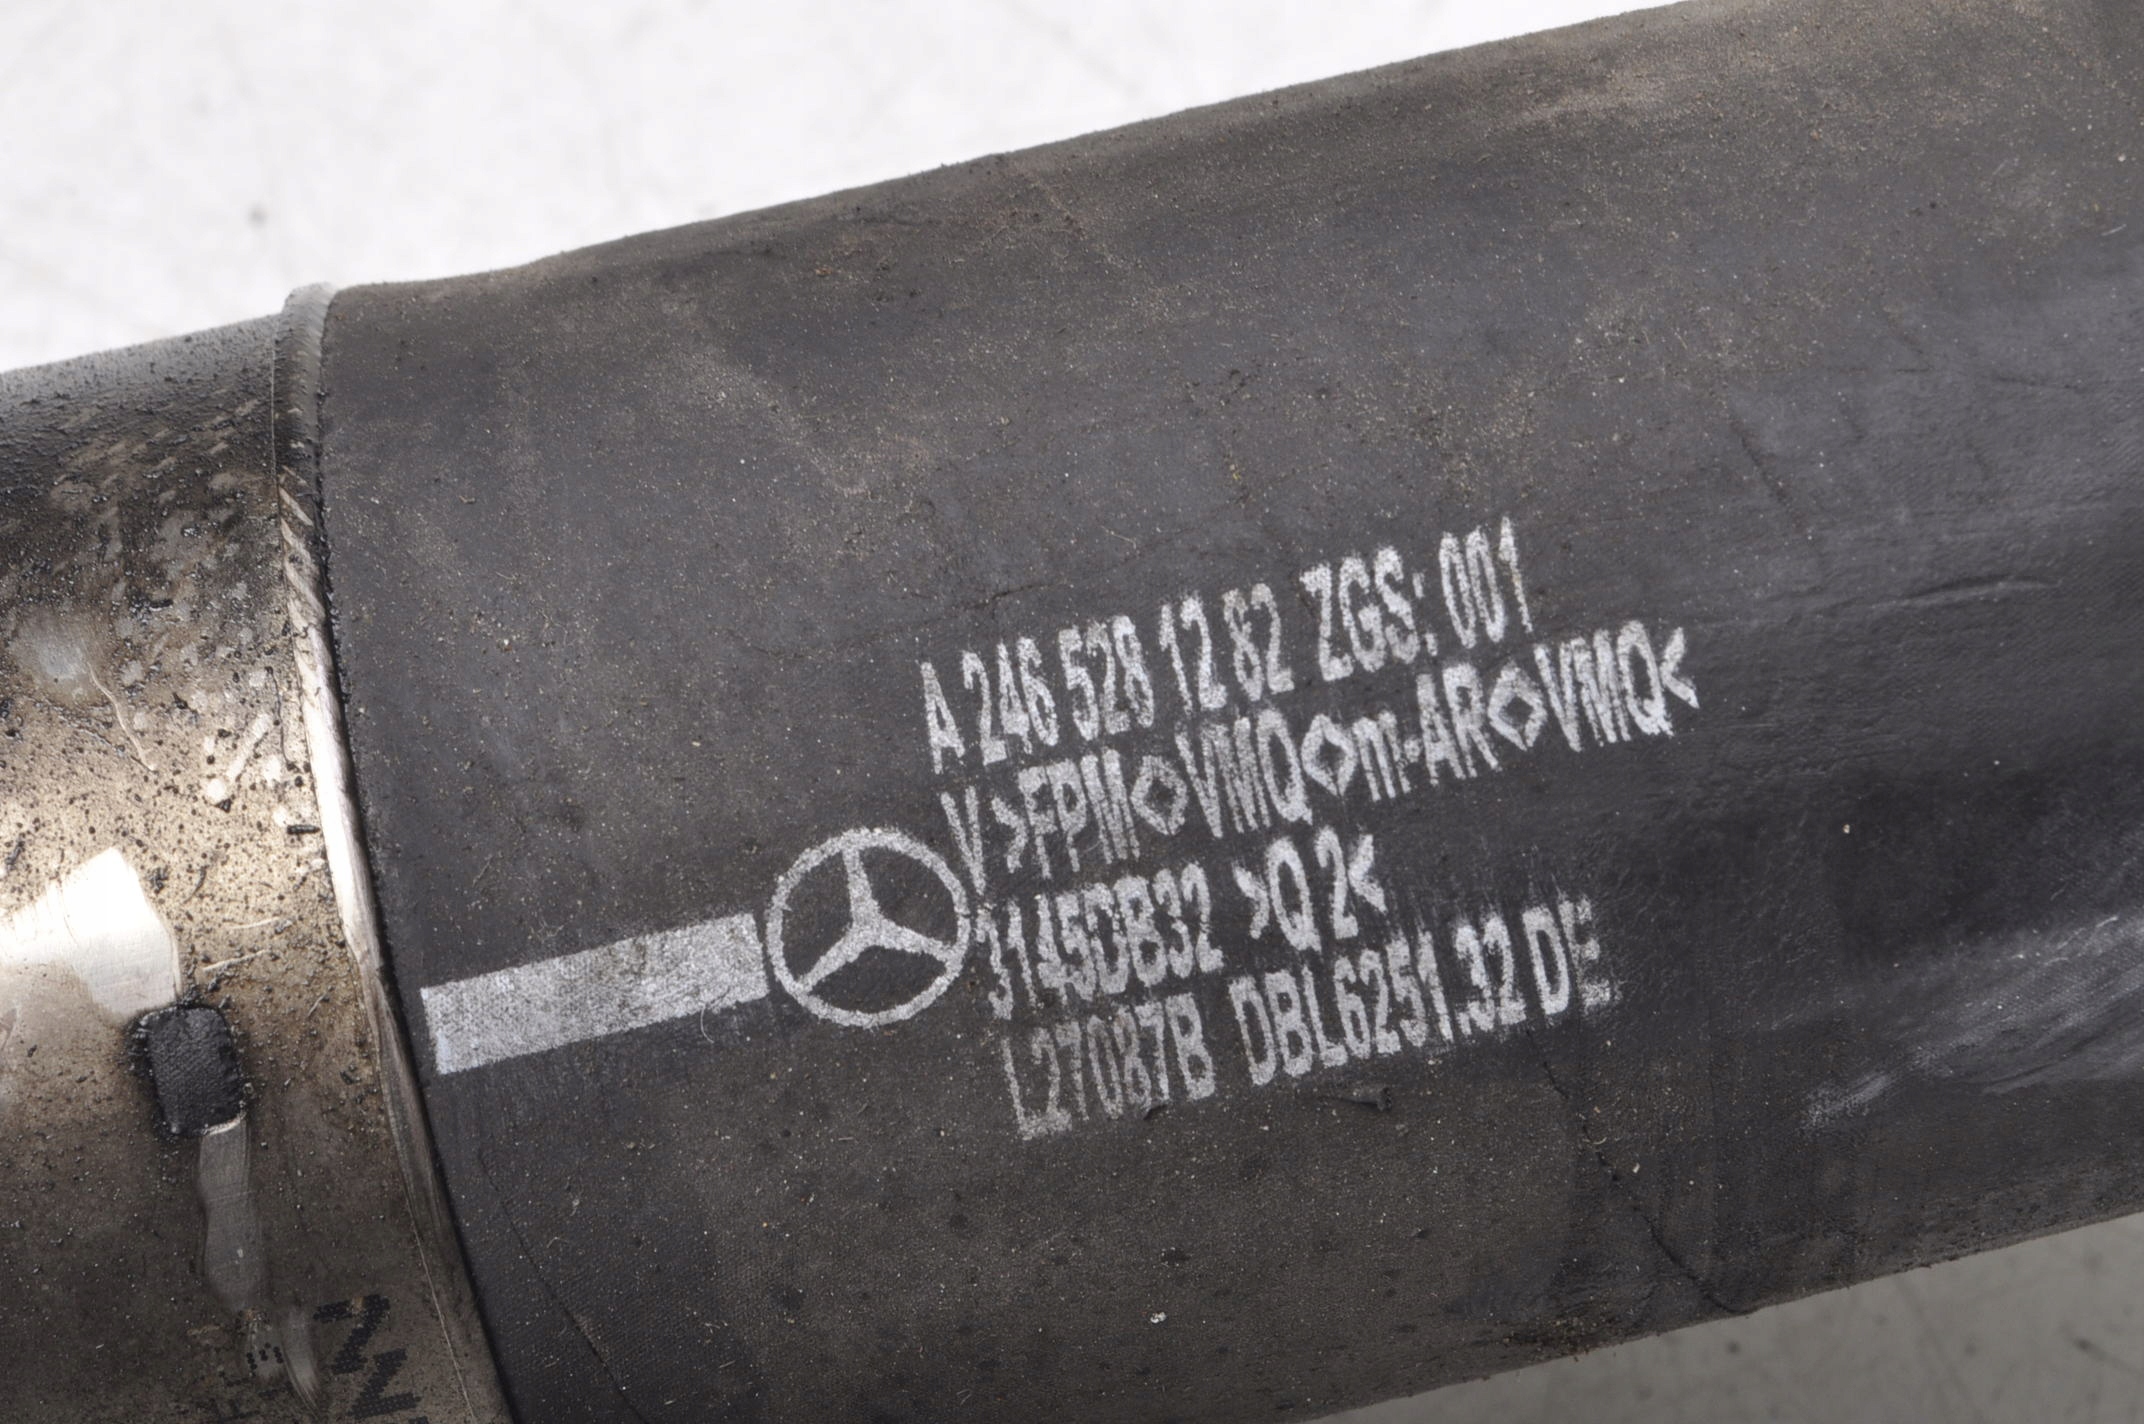 A 246 528 12 82 ZGS: 001
V >FPM◇VMQ◇m-AR◇VMQ<
3145DB32 >Q 2<
L27087B DBL6251.32 DE